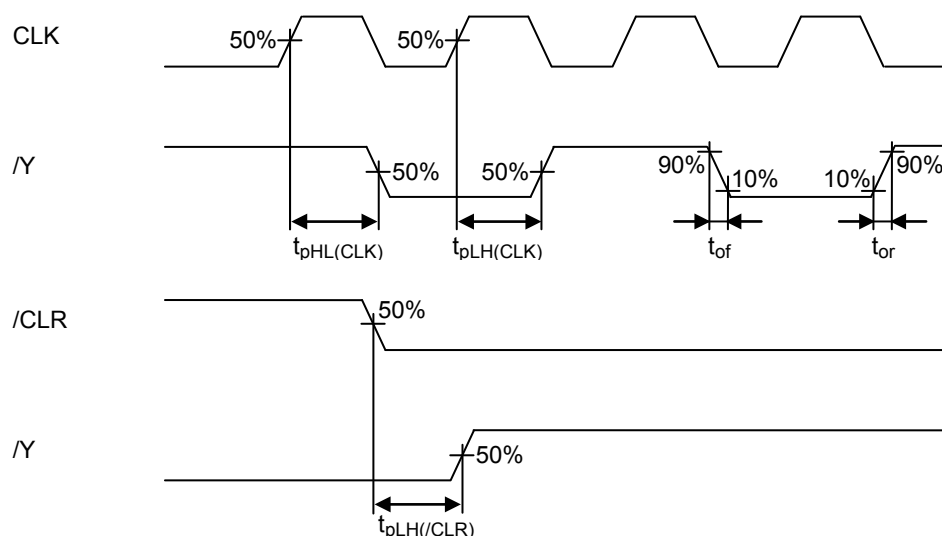 CLK
50%
50%
/Y
50%
50%
90%
10%
10%
90%
tpHL(CLK)
tpLH(CLK)
tof
tor
/CLR
50%
/Y
50%
tpLH(/CLR)